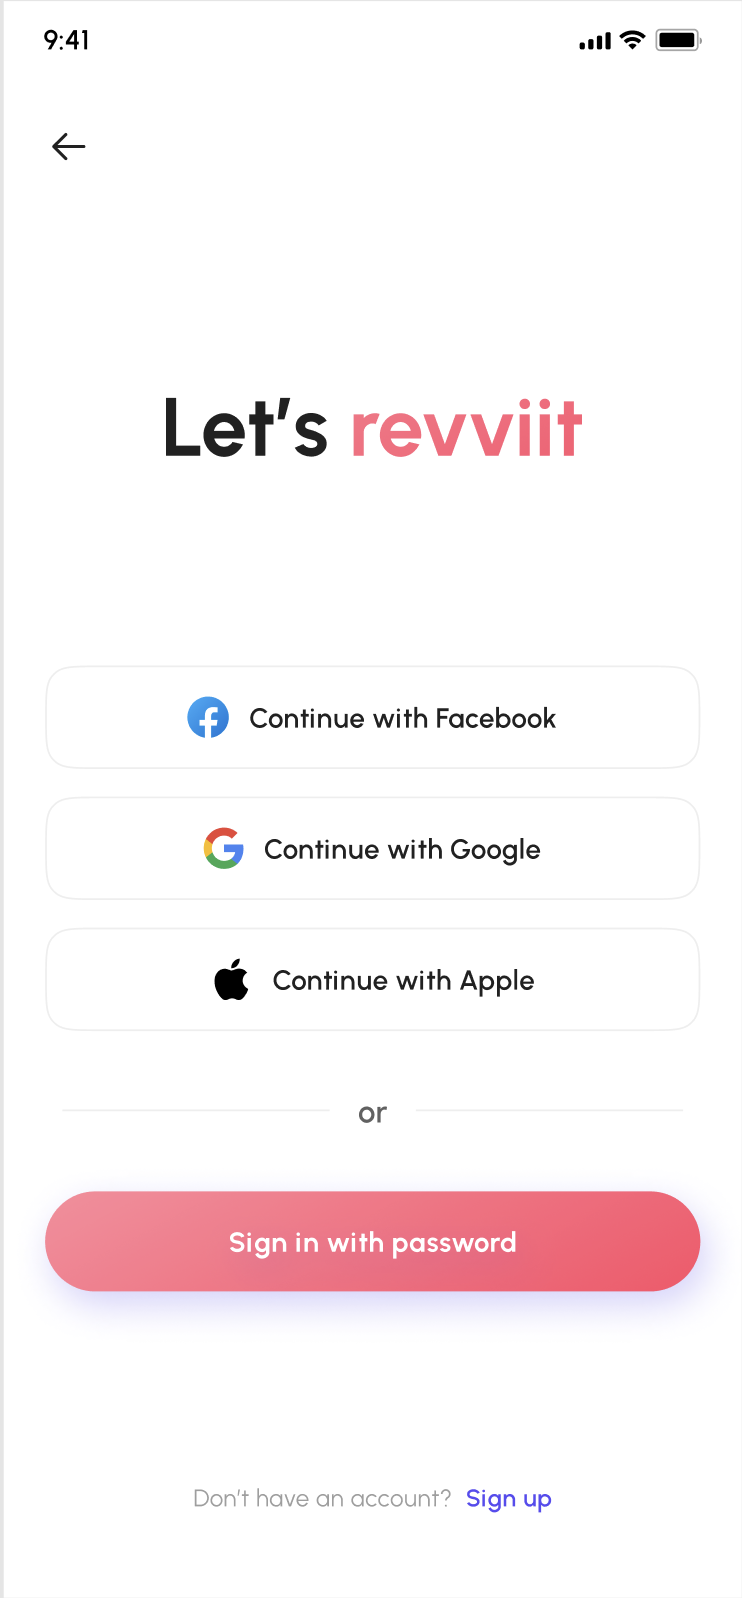 9:41
Let's revviit
Continue with Facebook
Continue with Google
Continue with Apple
or
Sign in with password
Don't have an account? Sign up